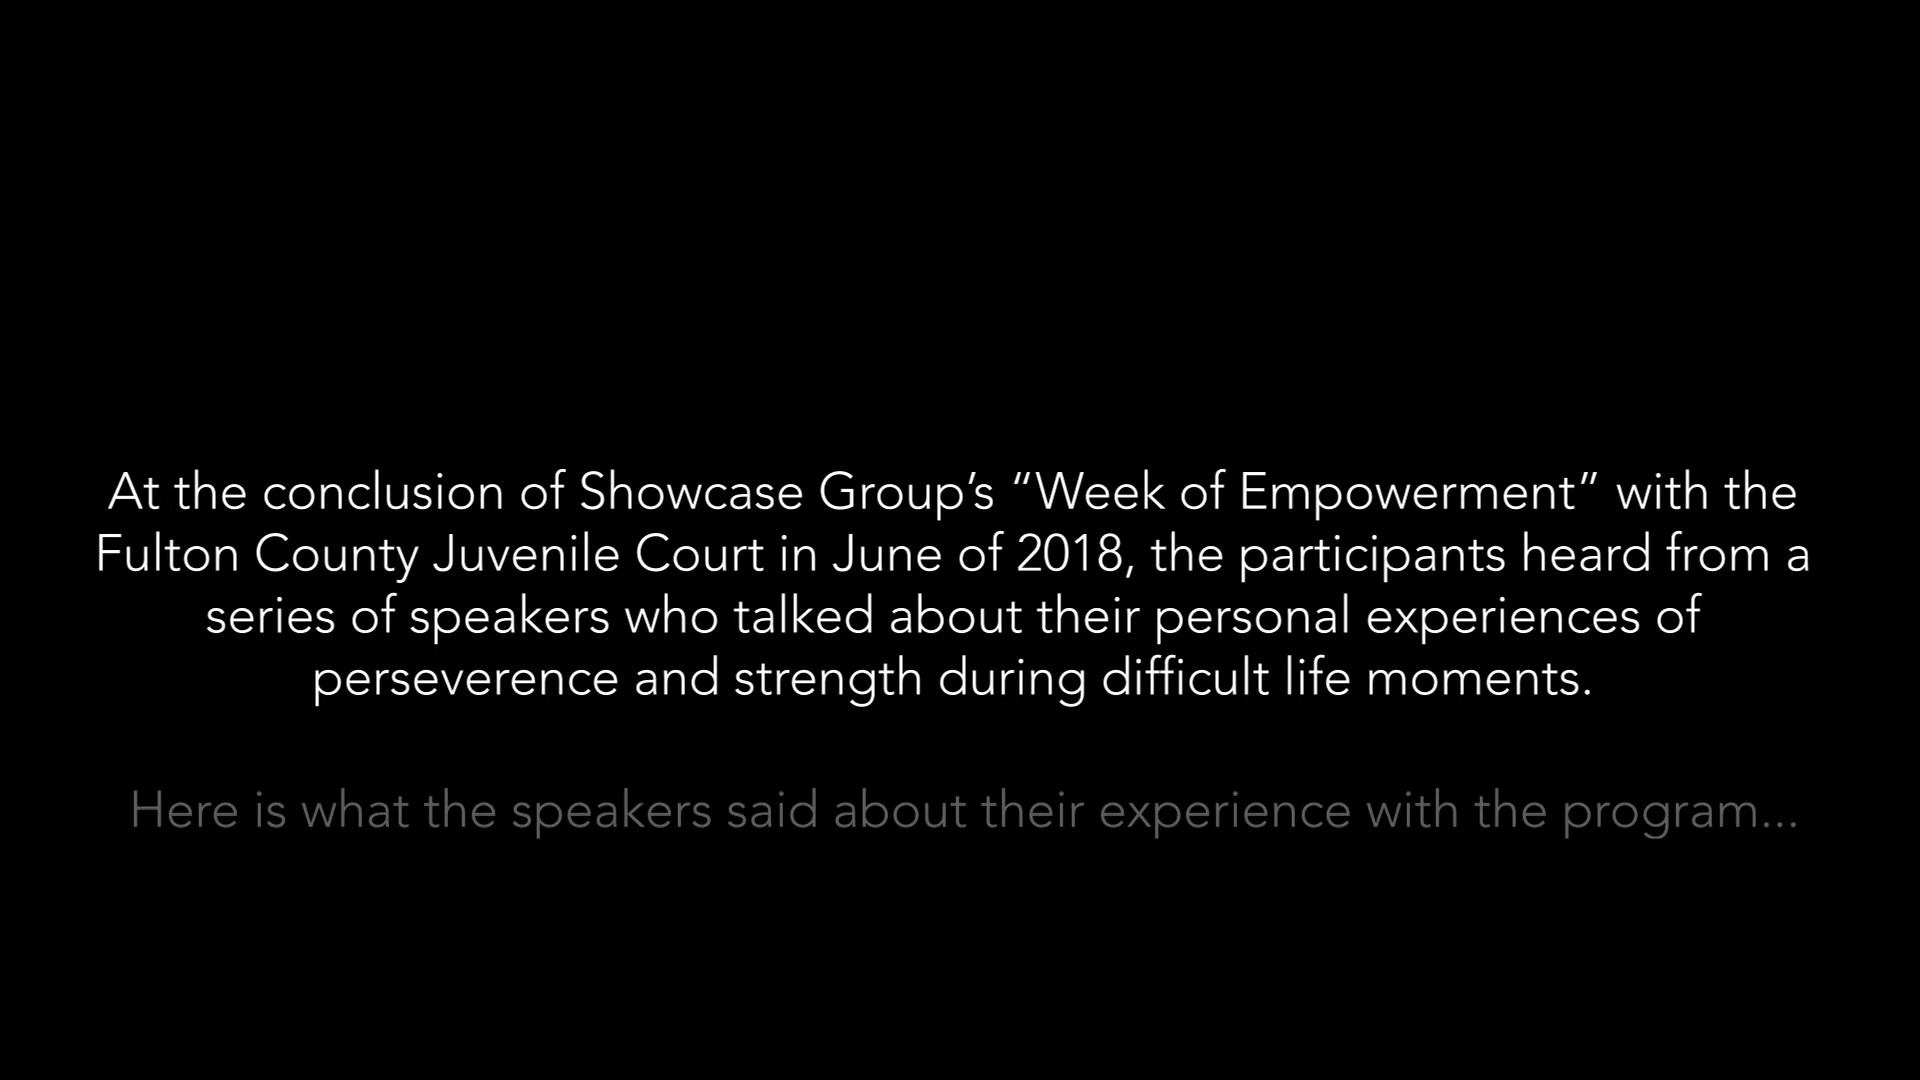 At the conclusion of Showcase Group’s “Week of Empowerment” with the
Fulton County Juvenile Court in June of 2018, the participants heard from a
series of speakers who talked about their personal experiences of
perseverence and strength during difficult life moments.
Here is what the speakers said about their experience with the program...